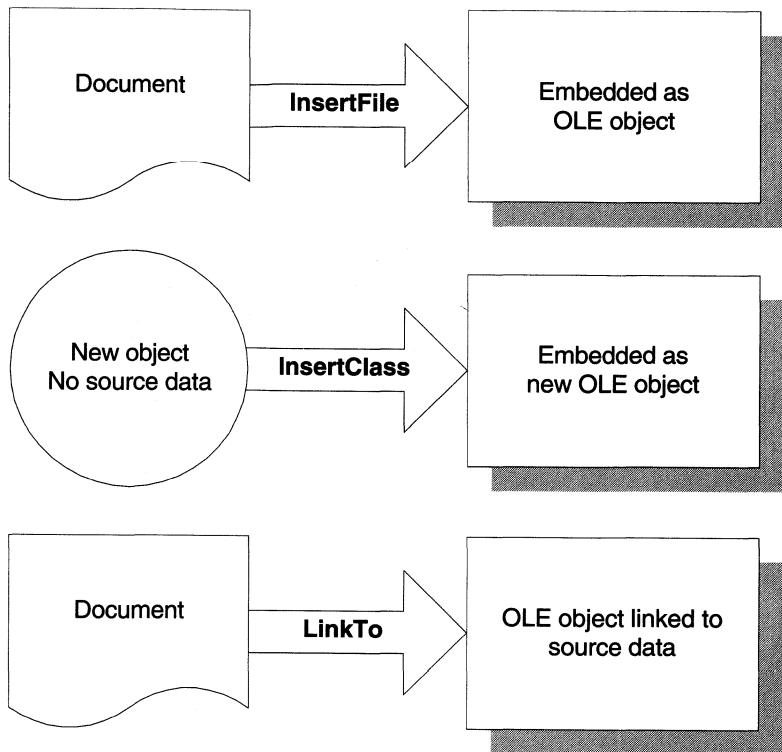 Document
InsertFile
Embedded as
OLE object
New object
No source data
InsertClass
Embedded as
new OLE object
Document
LinkTo
OLE object linked to
source data